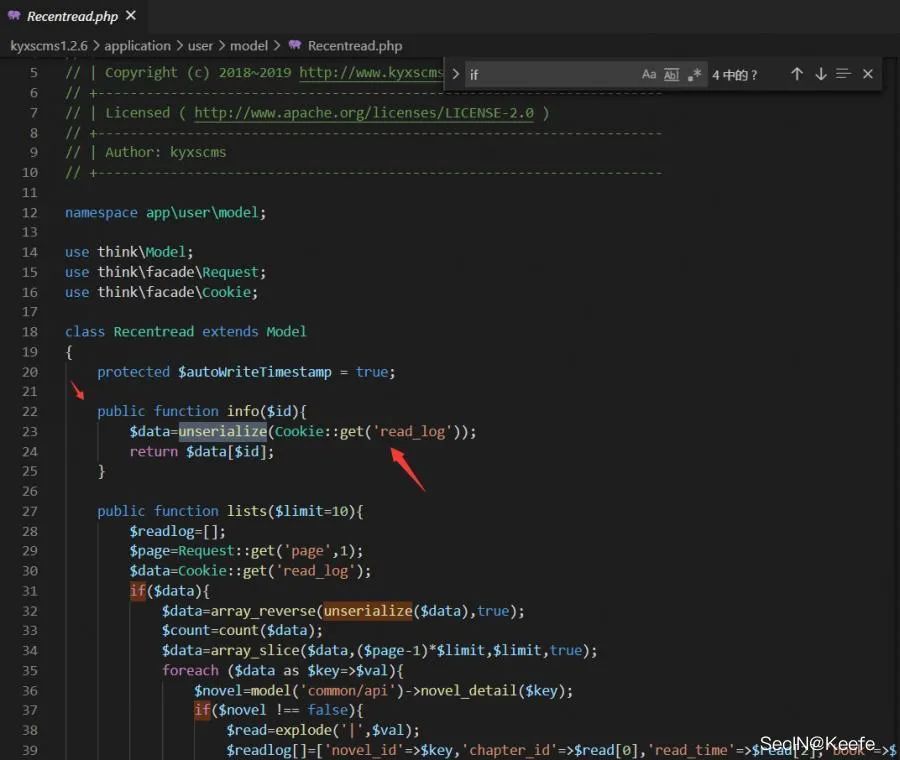 Recentread.php ×
kyxscms1.2.6 > application > user > model > Recentread.php
5 // | Copyright (c) 2018~2019 http://www.kyxscms
if Aa Abl .* 4 中的 ? ↑ ↓ ×
6 // +----------------------------------------------------------------------
7 // | Licensed ( http://www.apache.org/licenses/LICENSE-2.0 )
8 // +----------------------------------------------------------------------
9 // | Author: kyxscms
10 // +----------------------------------------------------------------------
11
12 namespace app\user\model;
13
14 use think\Model;
15 use think\facade\Request;
16 use think\facade\Cookie;
17
18 class Recentread extends Model
19 {
20 protected $autoWriteTimestamp = true;
21
22 public function info($id){
23 $data=unserialize(Cookie::get('read_log'));
24 return $data[$id];
25 }
26
27 public function lists($limit=10){
28 $readlog=[];
29 $page=Request::get('page',1);
30 $data=Cookie::get('read_log');
31 if($data){
32 $data=array_reverse(unserialize($data),true);
33 $count=count($data);
34 $data=array_slice($data,($page-1)*$limit,$limit,true);
35 foreach ($data as $key=>$val){
36 $novel=model('common/api')->novel_detail($key);
37 if($novel !== false){
38 $read=explode('|',$val);
39 $readlog[]=['novel_id'=>$key,'chapter_id'=>$read[0],'read_time'=>$read[2],'book'=>$
SecIN@Keefe